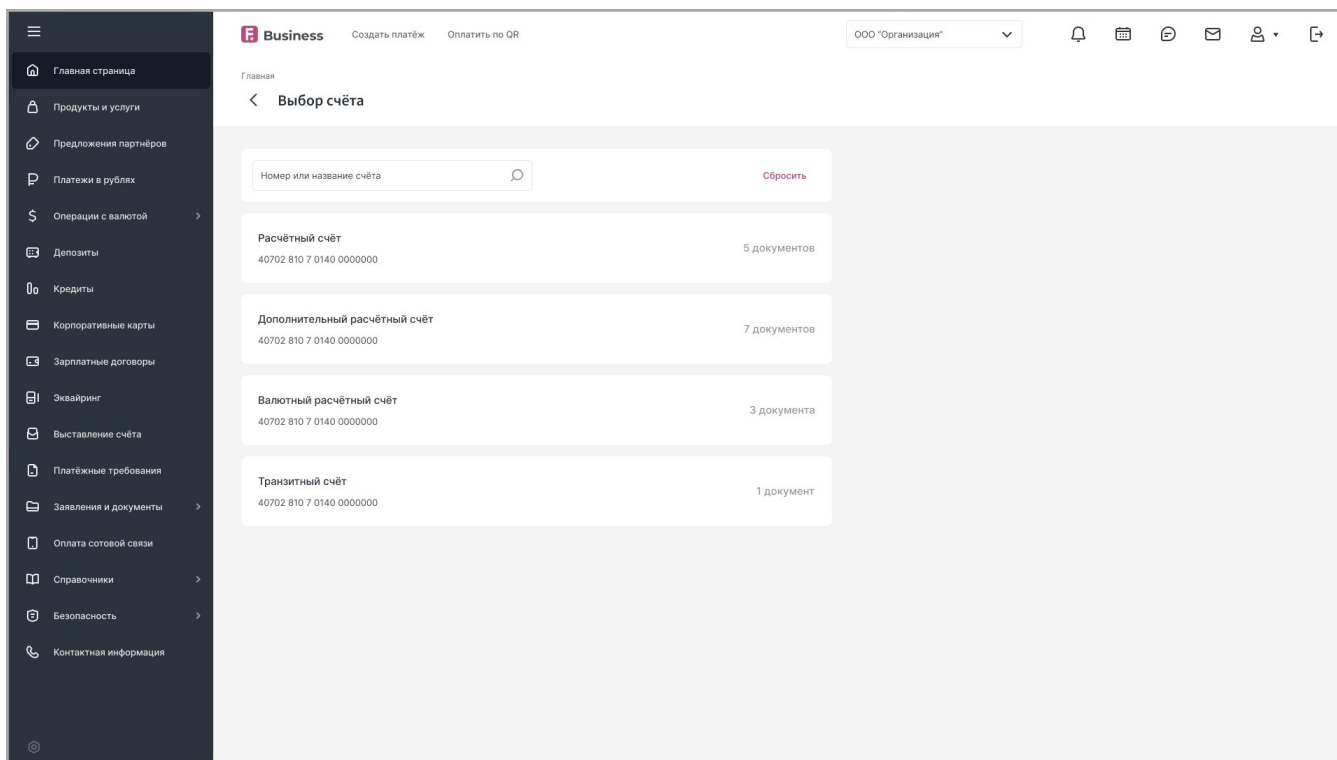 Business
Создать платёж
Оплатить по QR
ООО "Организация"
Главная
Выбор счёта
Главная страница
Продукты и услуги
Предложения партнёров
Платежи в рублях
Операции с валютой
Депозиты
Кредиты
Корпоративные карты
Зарплатные договоры
Эквайринг
Выставление счёта
Платёжные требования
Заявления и документы
Оплата сотовой связи
Справочники
Безопасность
Контактная информация
Номер или название счёта
Сбросить
Расчётный счёт
40702 810 7 0140 0000000
5 документов
Дополнительный расчётный счёт
40702 810 7 0140 0000000
7 документов
Валютный расчётный счёт
40702 810 7 0140 0000000
3 документа
Транзитный счёт
40702 810 7 0140 0000000
1 документ